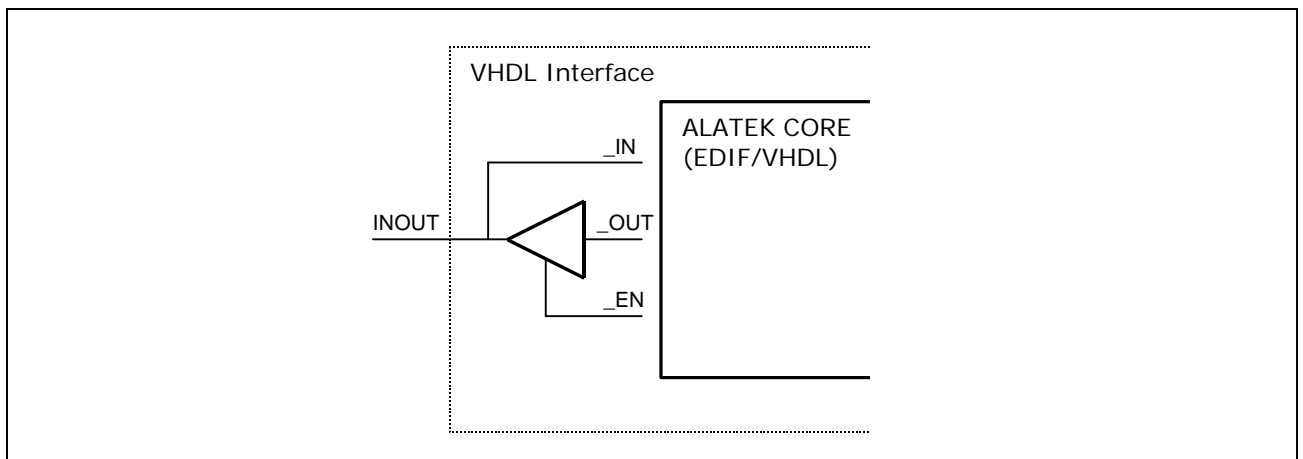 VHDL Interface
ALATEK CORE
(EDIF/VHDL)
_IN
INOUT
_OUT
_EN